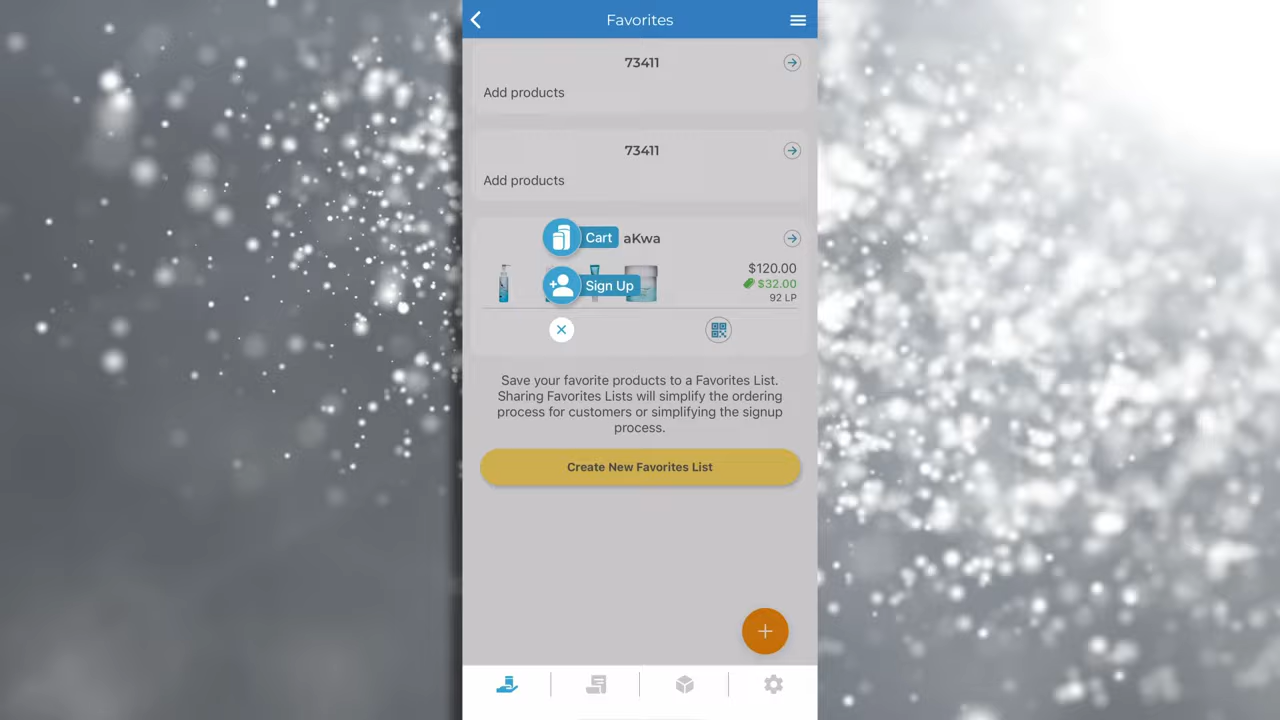 Favorites
73411
Add products
73411
Add products
Cart aKwa
$120.00
Sign Up
$32.00
92 LP
Save your favorite products to a Favorites List.
Sharing Favorites Lists will simplify the ordering
process for customers or simplifying the signup
process.
Create New Favorites List